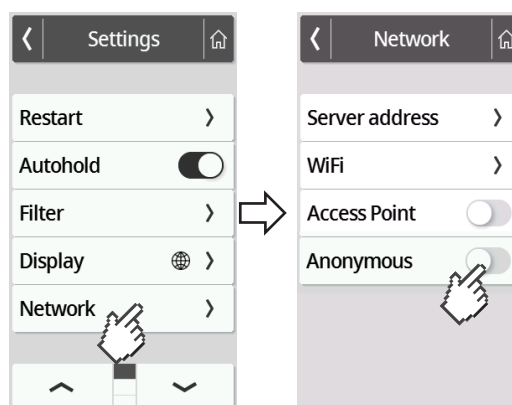 Settings
Restart
Autohold
Filter
Display
Network
Network
Server address
WiFi
Access Point
Anonymous